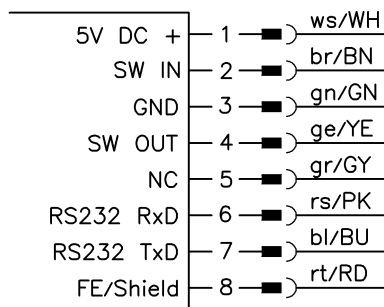 5V DC + 1 ws/WH
SW IN 2 br/BN
GND 3 gn/GN
SW OUT 4 ge/YE
NC 5 gr/GY
RS232 RxD 6 rs/PK
RS232 TxD 7 bl/BU
FE/Shield 8 rt/RD